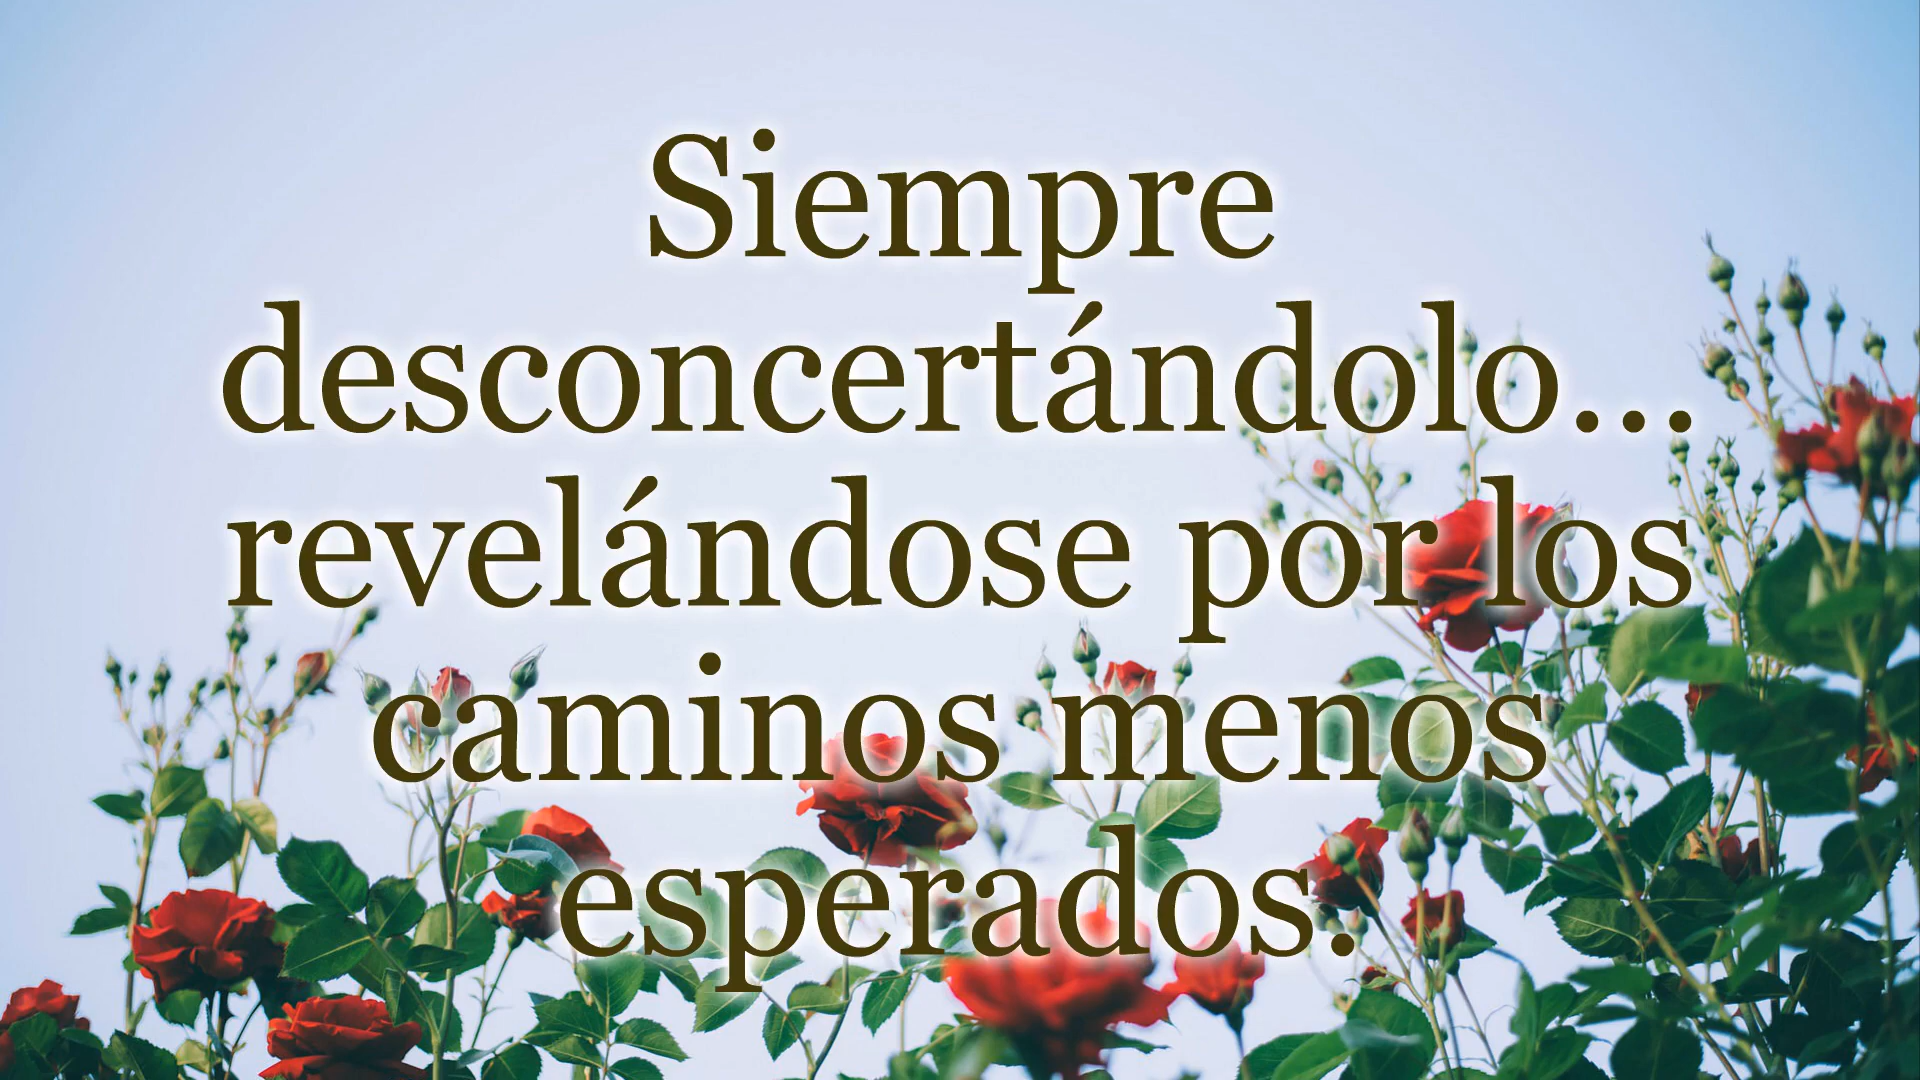 Siempre
desconcertándolo...
revelándose por los
caminos menos
esperados.